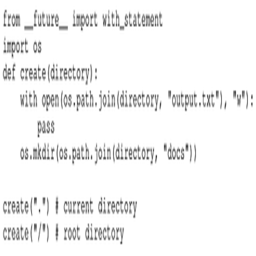 from __future__ import with_statement
import os
def create(directory):
    with open(os.path.join(directory, "output.txt"), "w"):
        pass
    os.mkdir(os.path.join(directory, "docs"))

create(".") # current directory
create("/") # root directory